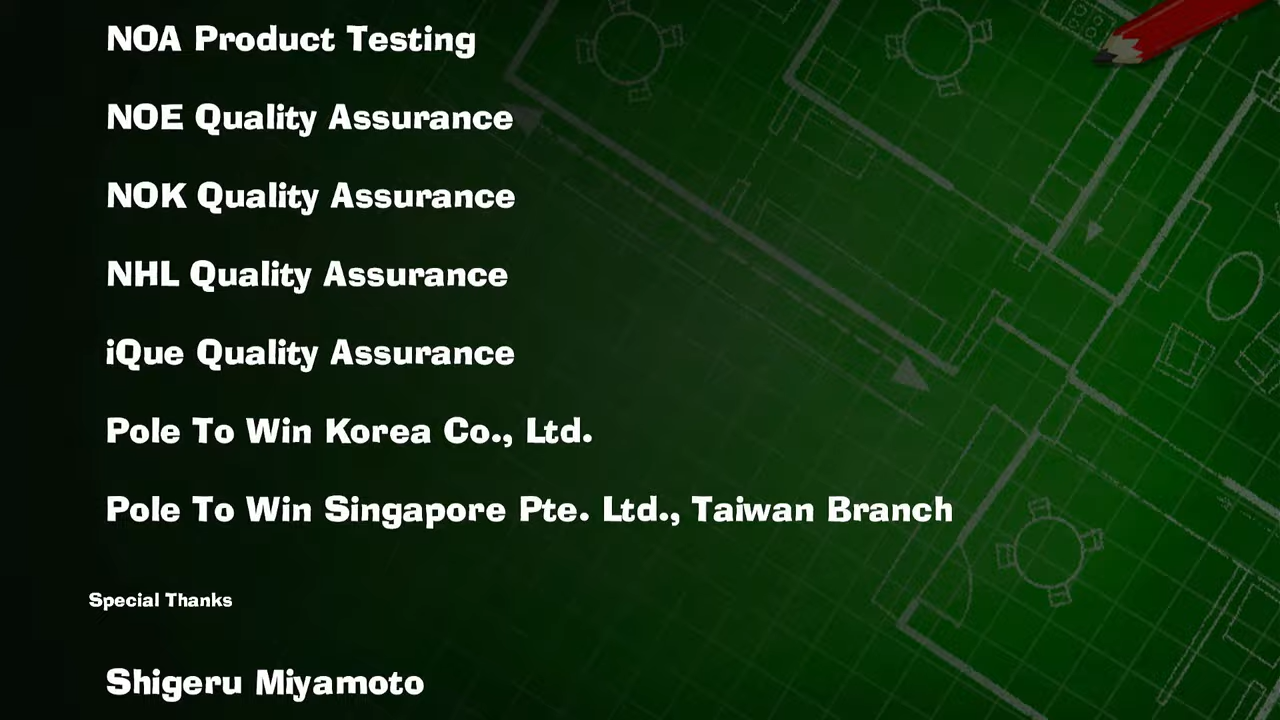 NOA Product Testing
NOE Quality Assurance
NOK Quality Assurance
NHL Quality Assurance
iQue Quality Assurance
Pole To Win Korea Co., Ltd.
Pole To Win Singapore Pte. Ltd., Taiwan Branch
Special Thanks
Shigeru Miyamoto